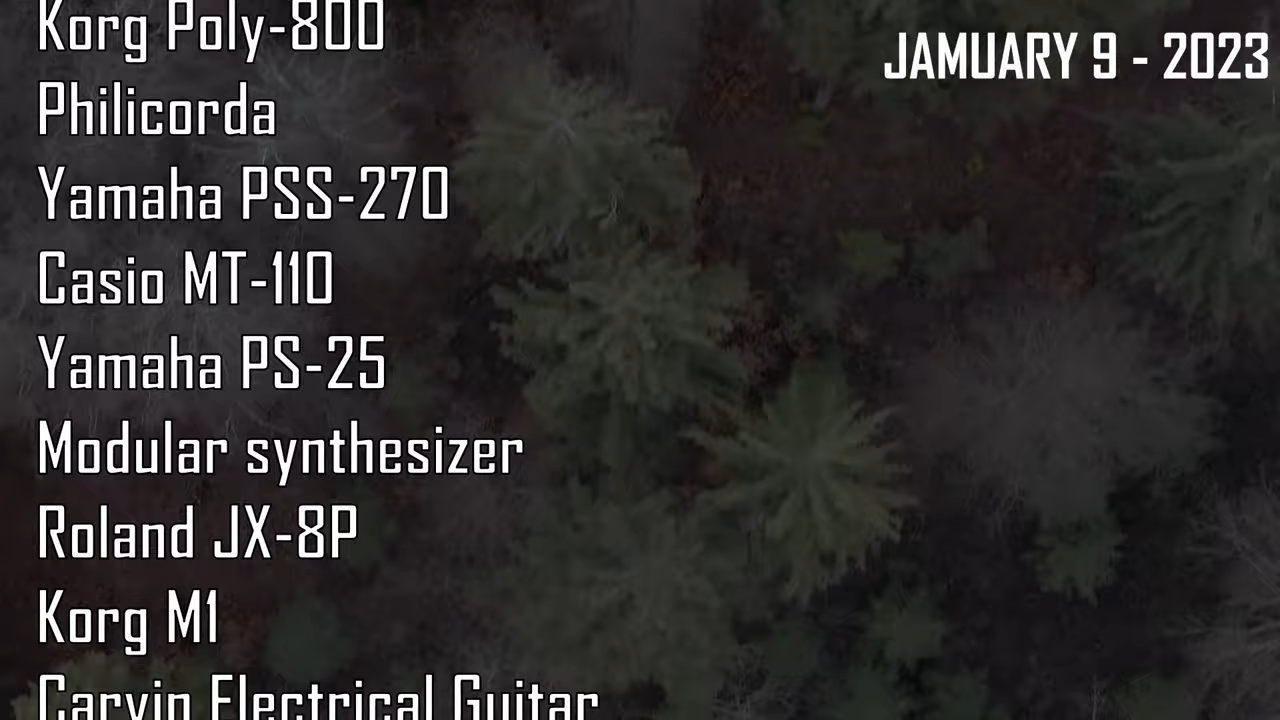 Korg Poly-800
JAMUARY 9 - 2023
Philicorda
Yamaha PSS-270
Casio MT-110
Yamaha PS-25
Modular synthesizer
Roland JX-8P
Korg M1
Carvin Electrical Guitar